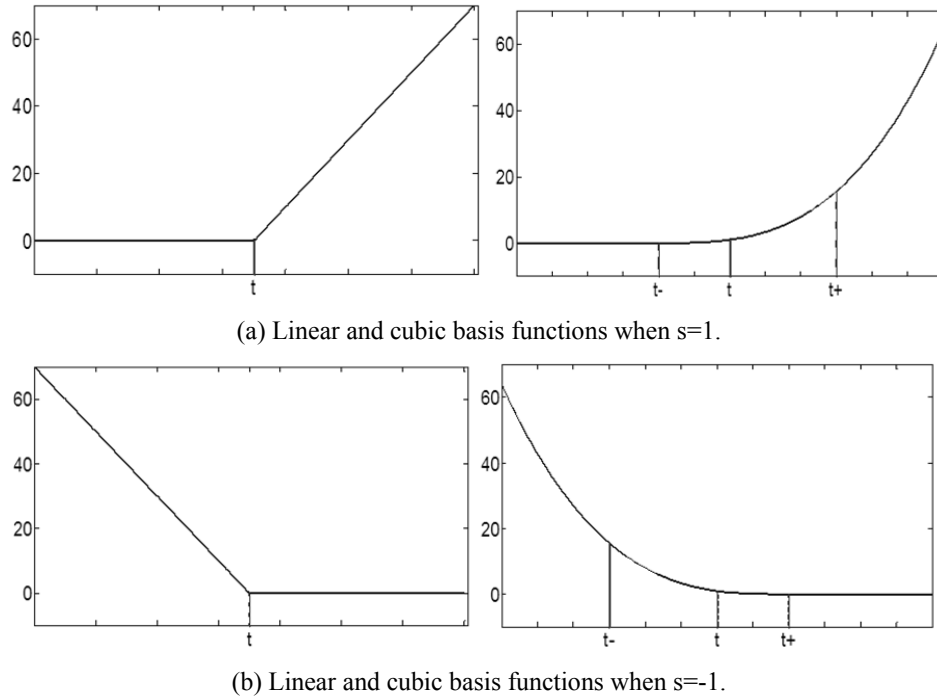 60
40
20
0
t
60
40
20
0
t-
t
t+
(a) Linear and cubic basis functions when s=1.
60
40
20
0
t
60
40
20
0
t-
t
t+
(b) Linear and cubic basis functions when s=-1.